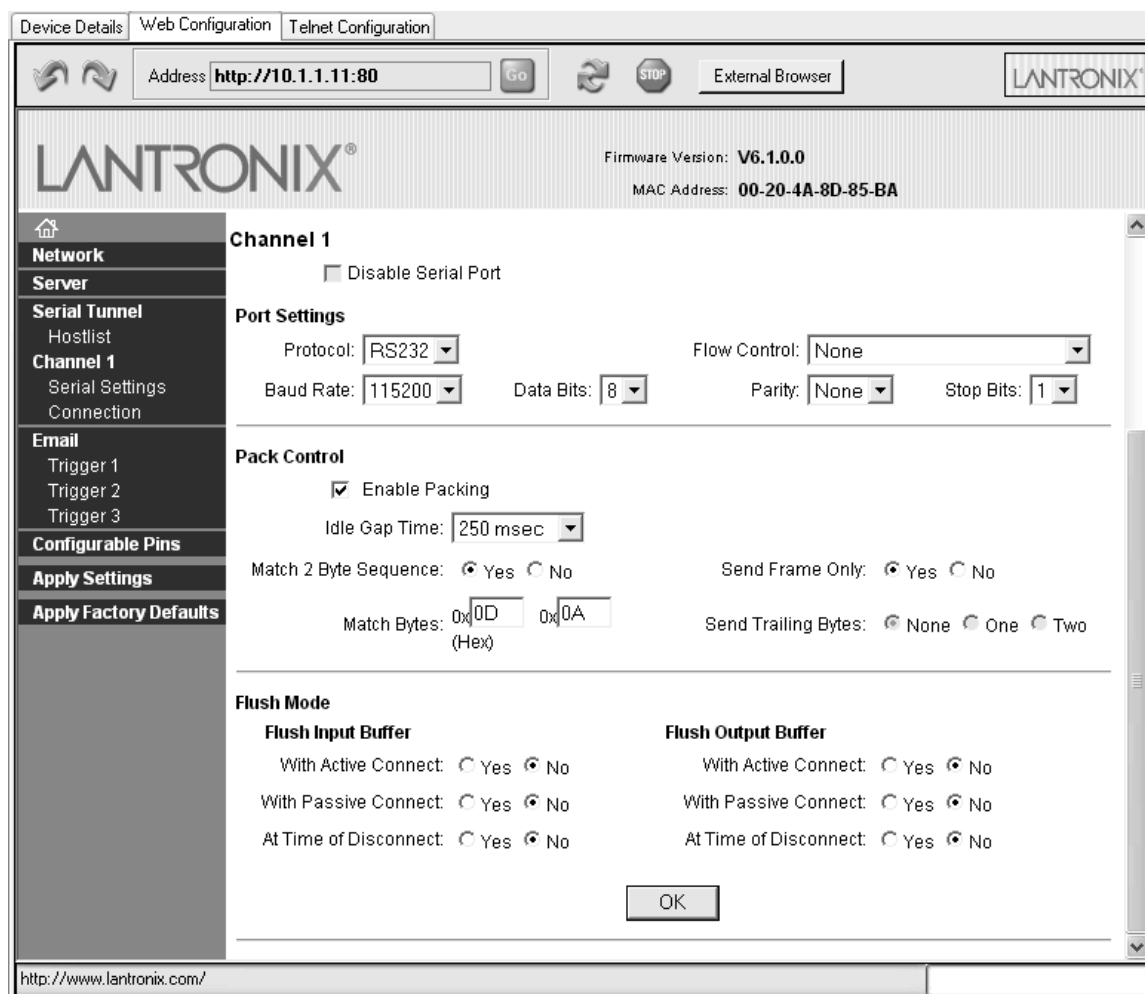 Device Details Web Configuration Telnet Configuration
Address http://10.1.1.11:80 Go STOP External Browser LANTRONIX®
LANTRONIX®
Firmware Version: V6.1.0.0
MAC Address: 00-20-4A-8D-85-BA
Network
Server
Serial Tunnel
Hostlist
Channel 1
Serial Settings
Connection
Email
Trigger 1
Trigger 2
Trigger 3
Configurable Pins
Apply Settings
Apply Factory Defaults
Channel 1
Disable Serial Port
Port Settings
Protocol: RS232 Flow Control: None
Baud Rate: 115200 Data Bits: 8 Parity: None Stop Bits: 1
Pack Control
Enable Packing
Idle Gap Time: 250 msec
Match 2 Byte Sequence: Yes No Send Frame Only: Yes No
Match Bytes: 0x 0D 0x 0A Send Trailing Bytes: None One Two
(Hex)
Flush Mode
Flush Input Buffer Flush Output Buffer
With Active Connect: Yes No With Active Connect: Yes No
With Passive Connect: Yes No With Passive Connect: Yes No
At Time of Disconnect: Yes No At Time of Disconnect: Yes No
OK
http://www.lantronix.com/